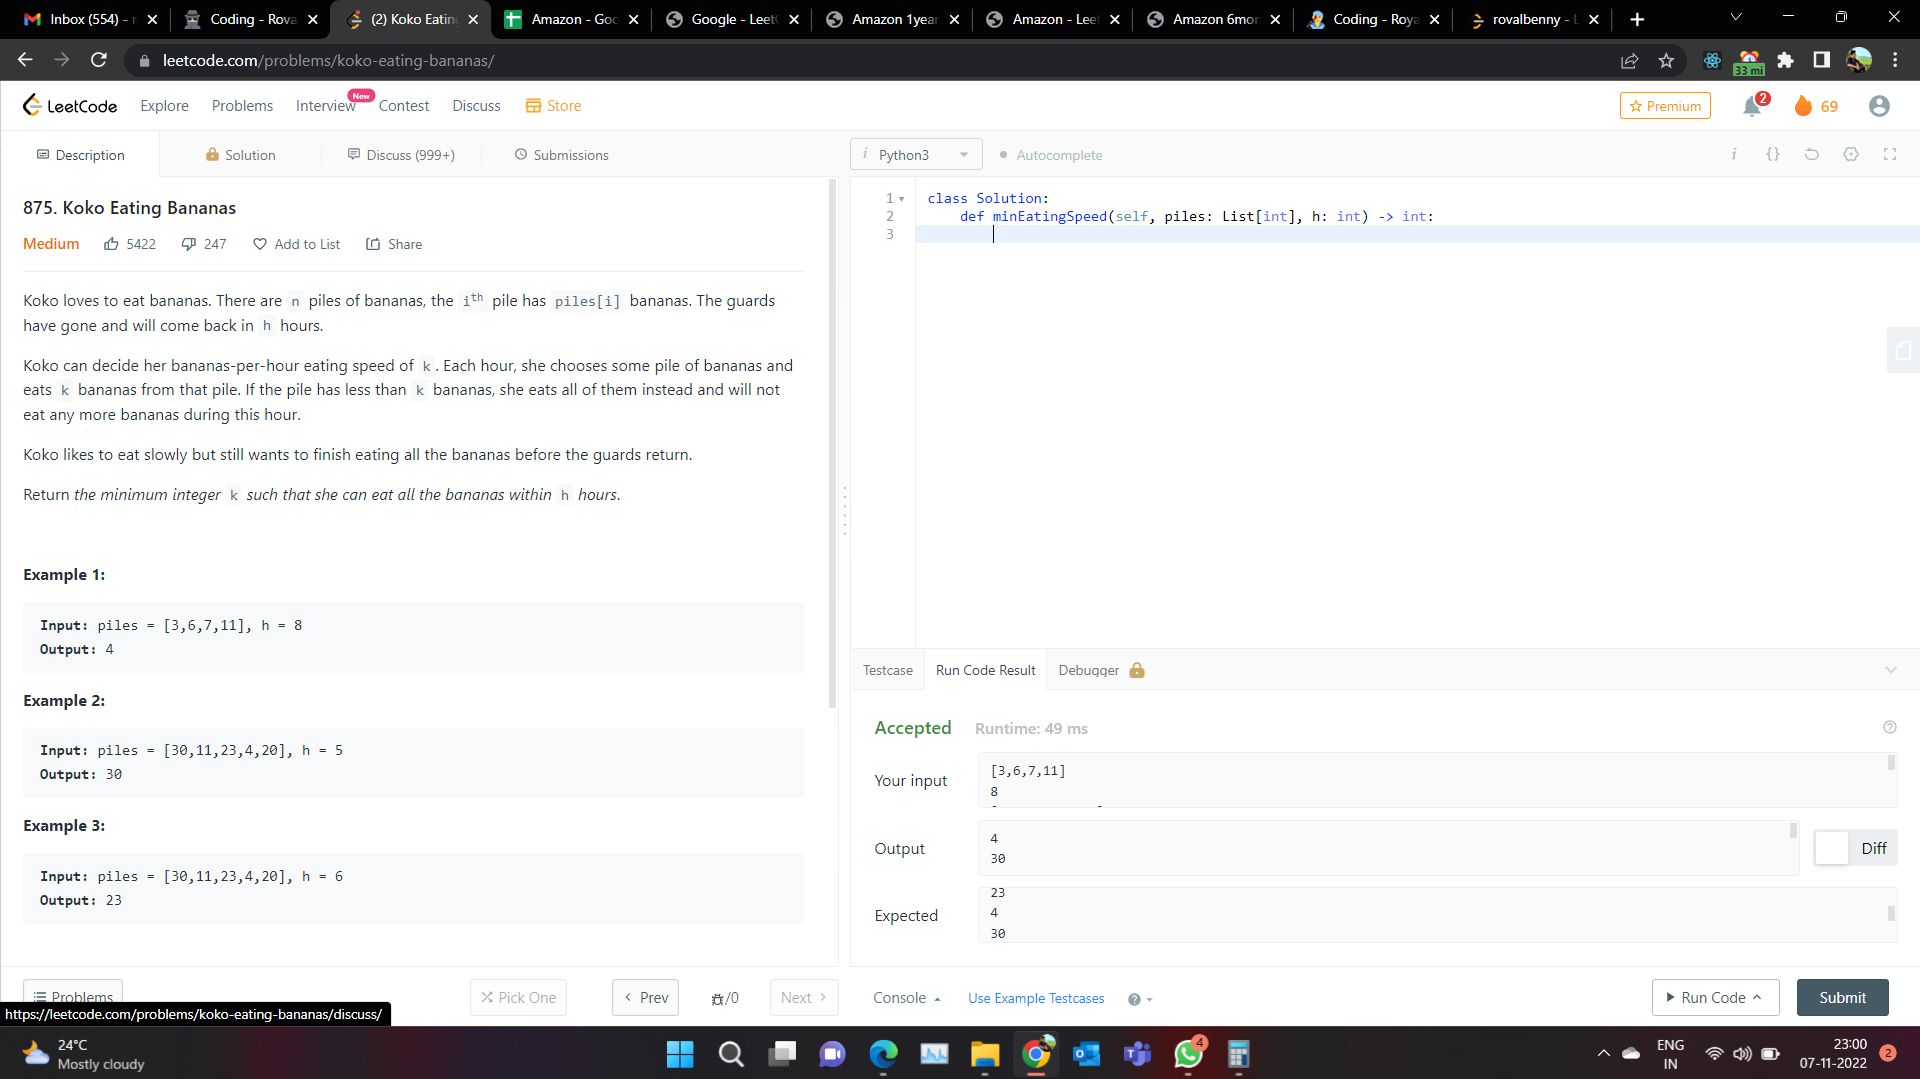 Inbox (554) - r
Coding - Rova
(2) Koko Eatin
Amazon - Goo
Google - LeetC
Amazon 1year
Amazon - Leet
Amazon 6mon
Coding - Roya
rovalbenny - L
leetcode.com/problems/koko-eating-bananas/
33 mi
LeetCode
Explore
Problems
Interview
New
Contest
Discuss
Store
Premium
2
69
Description
Solution
Discuss (999+)
Submissions
i Python3
Autocomplete
i {}
875. Koko Eating Bananas
Medium 5422 247 Add to List Share
Koko loves to eat bananas. There are n piles of bananas, the ith pile has piles[i] bananas. The guards
have gone and will come back in h hours.
Koko can decide her bananas-per-hour eating speed of k. Each hour, she chooses some pile of bananas and
eats k bananas from that pile. If the pile has less than k bananas, she eats all of them instead and will not
eat any more bananas during this hour.
Koko likes to eat slowly but still wants to finish eating all the bananas before the guards return.
Return the minimum integer k such that she can eat all the bananas within h hours.
Example 1:
Input: piles = [3,6,7,11], h = 8
Output: 4
Example 2:
Input: piles = [30,11,23,4,20], h = 5
Output: 30
Example 3:
Input: piles = [30,11,23,4,20], h = 6
Output: 23
1 class Solution:
2 def minEatingSpeed(self, piles: List[int], h: int) -> int:
3
Testcase
Run Code Result
Debugger
Accepted Runtime: 49 ms
Your input
[3,6,7,11]
8
Output
4
30
Diff
Expected
23
4
30
Problems
Pick One
Prev
/0
Next
Console
Use Example Testcases
Run Code
Submit
https://leetcode.com/problems/koko-eating-bananas/discuss/
24°C
Mostly cloudy
4
ENG
IN
23:00
07-11-2022
2